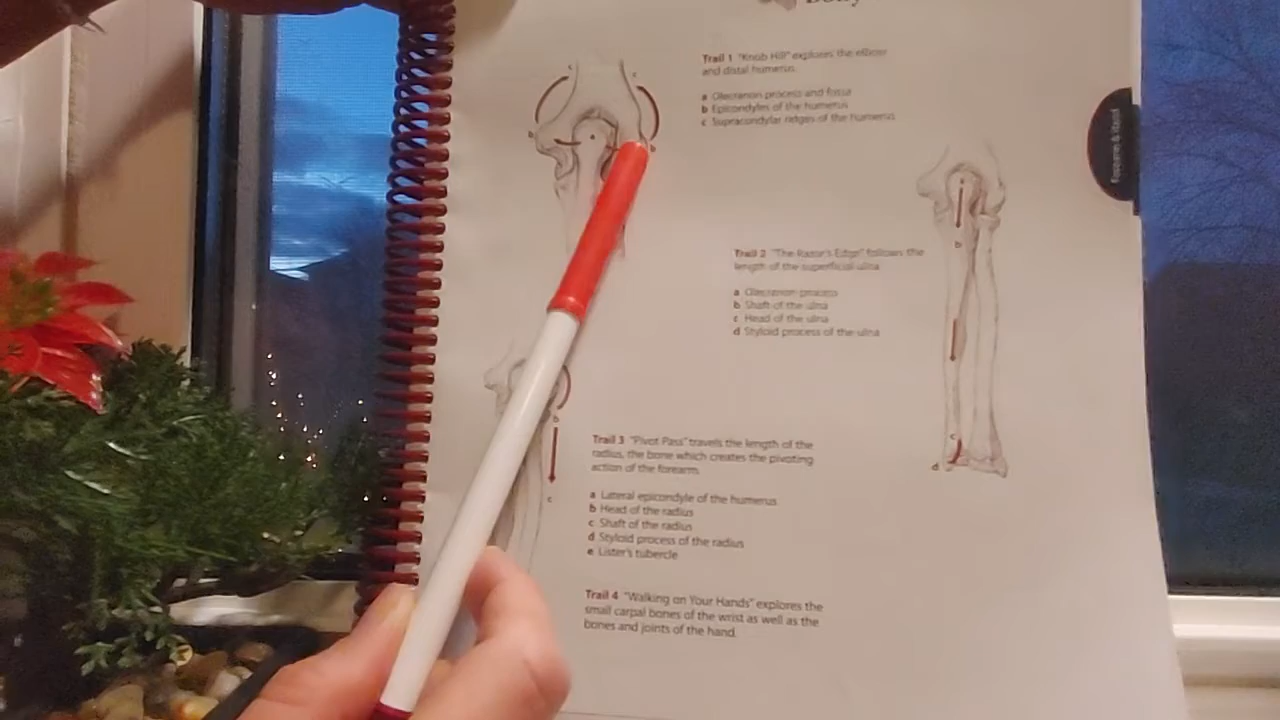 Body
Trail 1 "Knob Hill" explores the elbow
and distal humerus.
a Olecranon process and fossa
b Epicondyles of the humerus
c Supracondylar ridges of the humerus
Forearm & Hand
Trail 2 "The Razor's Edge" follows the
length of the superficial ulna.
a Olecranon process
b Shaft of the ulna
c Head of the ulna
d Styloid process of the ulna
Trail 3 "Pivot Pass" travels the length of the
radius, the bone which creates the pivoting
action of the forearm.
a Lateral epicondyle of the humerus
b Head of the radius
c Shaft of the radius
d Styloid process of the radius
e Lister's tubercle
Trail 4 "Walking on Your Hands" explores the
small carpal bones of the wrist as well as the
bones and joints of the hand.
c
c
b
a
b
a
b
c
d
b
c